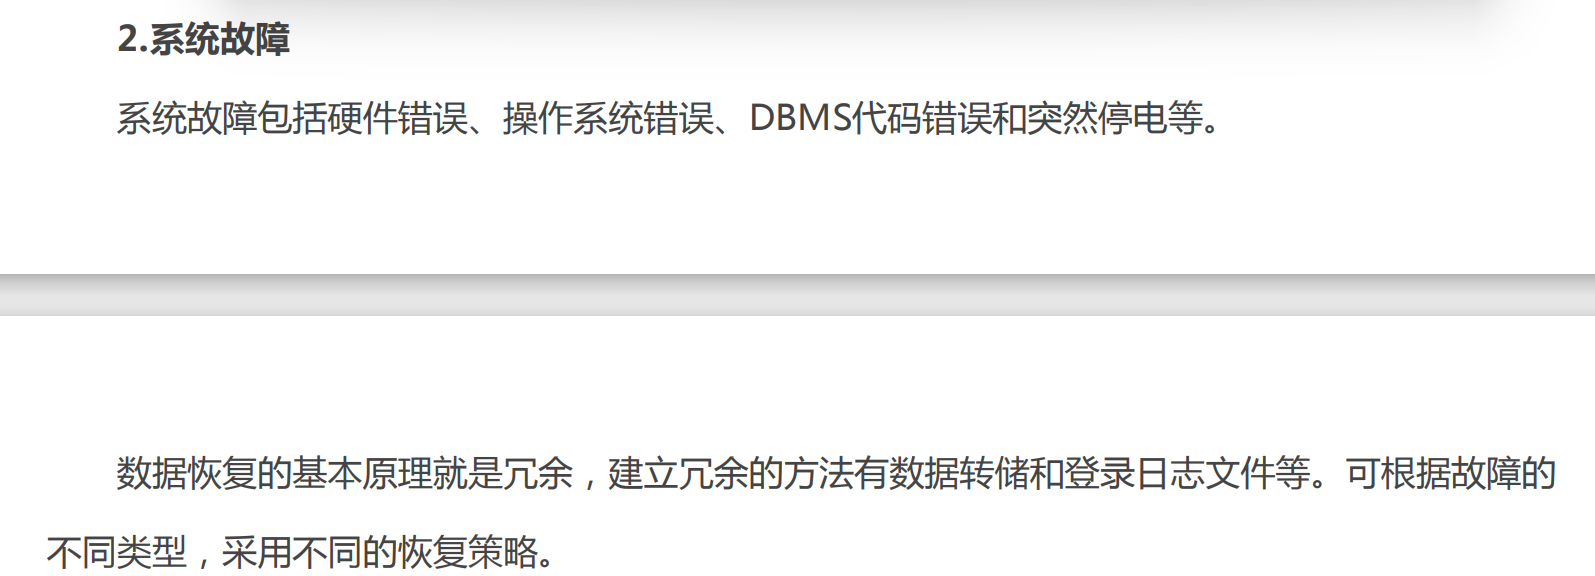 2.系统故障
系统故障包括硬件错误、操作系统错误、DBMS代码错误和突然停电等。
数据恢复的基本原理就是冗余，建立冗余的方法有数据转储和登录日志文件等。可根据故障的
不同类型，采用不同的恢复策略。